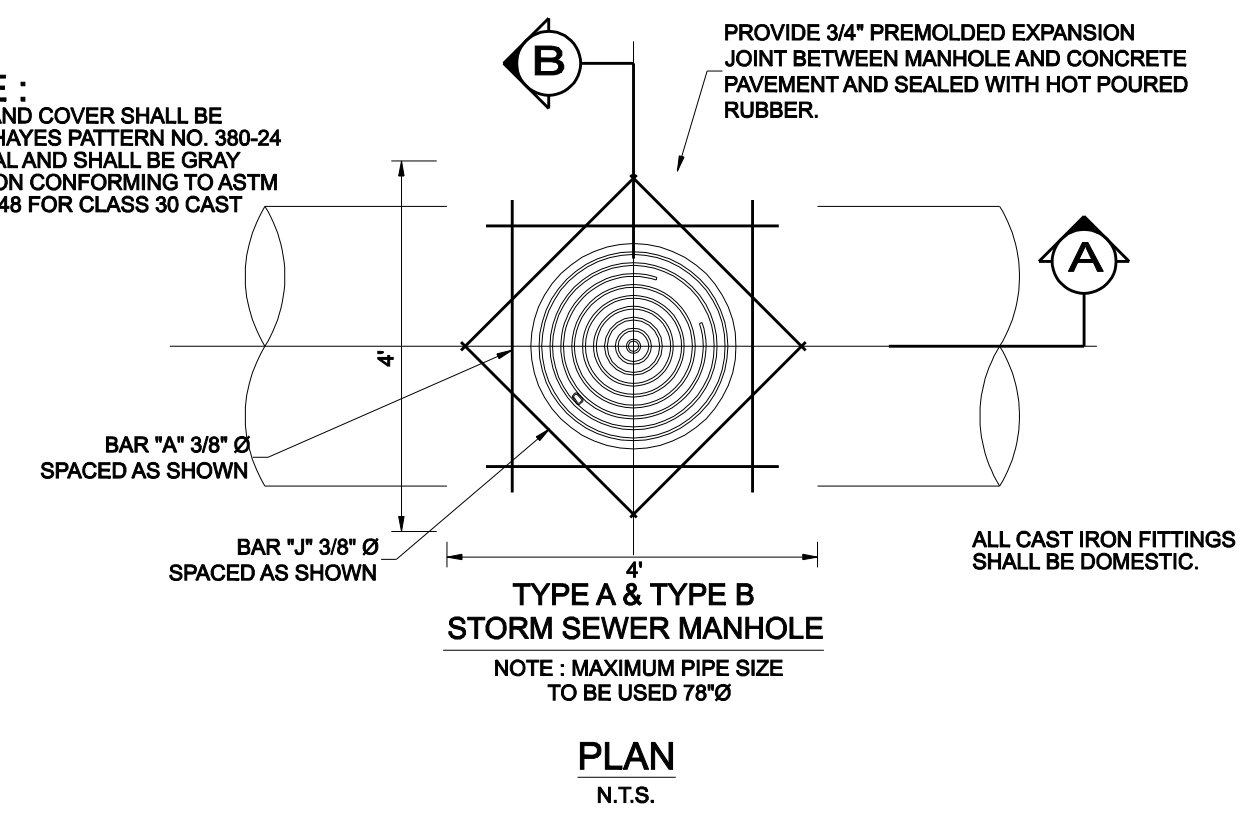 B
PROVIDE 3/4" PREMOLDED EXPANSION
JOINT BETWEEN MANHOLE AND CONCRETE
PAVEMENT AND SEALED WITH HOT POURED
RUBBER.
E :
AND COVER SHALL BE
HAYES PATTERN NO. 380-24
AL AND SHALL BE GRAY
ON CONFORMING TO ASTM
48 FOR CLASS 30 CAST
A
4'
BAR "A" 3/8" Ø
SPACED AS SHOWN
BAR "J" 3/8" Ø
SPACED AS SHOWN
ALL CAST IRON FITTINGS
SHALL BE DOMESTIC.
4'
TYPE A & TYPE B
STORM SEWER MANHOLE
NOTE : MAXIMUM PIPE SIZE
TO BE USED 78"Ø
PLAN
N.T.S.